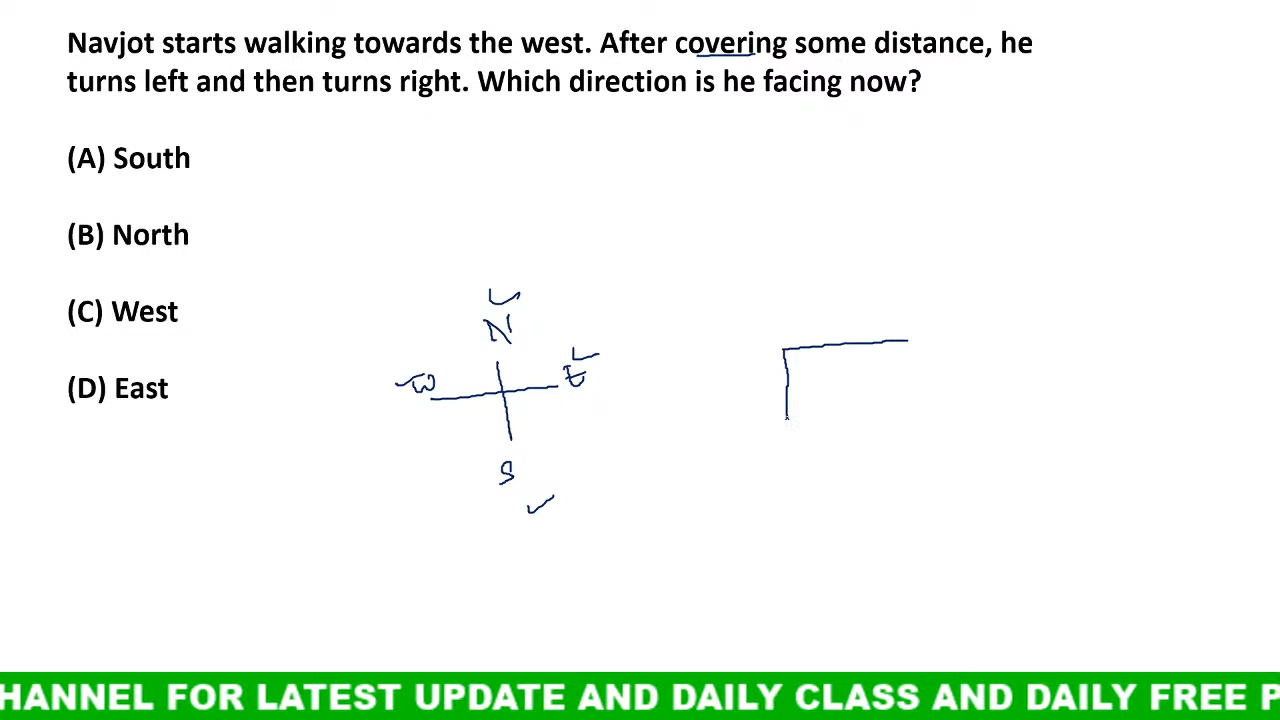 Navjot starts walking towards the west. After covering some distance, he
turns left and then turns right. Which direction is he facing now?
(A) South
(B) North
(C) West
(D) East
N
W
E
S
HANNEL FOR LATEST UPDATE AND DAILY CLASS AND DAILY FREE P